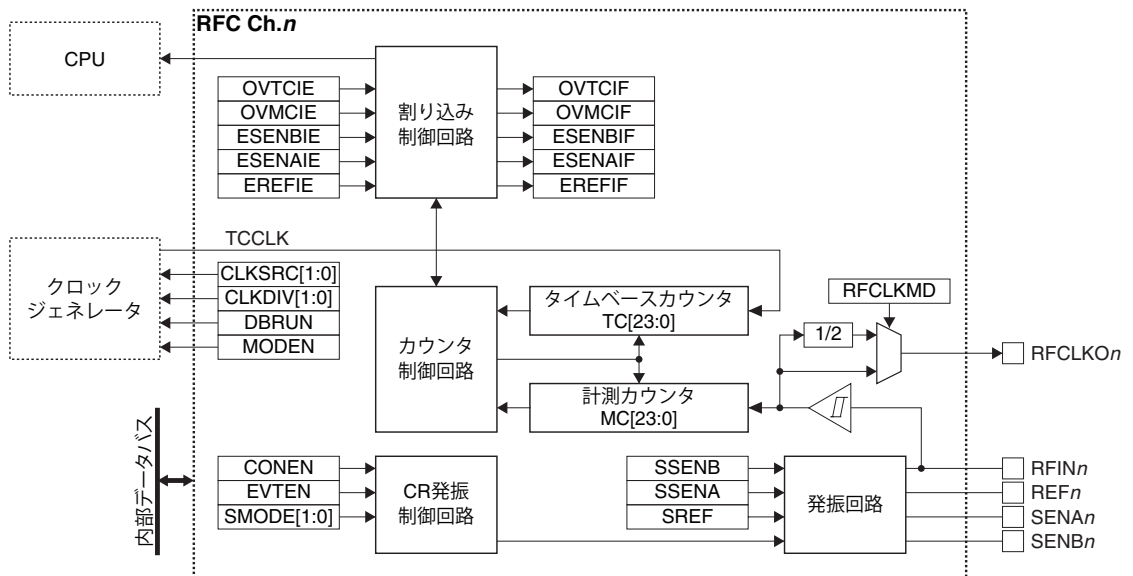 RFC Ch.n
CPU
OVTCIE
OVMCIE
ESENBIE
ESENAIE
EREFIE
割り込み
制御回路
OVTCIF
OVMCIF
ESENBIF
ESENAIF
EREFIF
TCCLK
クロック
ジェネレータ
CLKSRC[1:0]
CLKDIV[1:0]
DBRUN
MODEN
カウンタ
制御回路
タイムベースカウンタ
TC[23:0]
計測カウンタ
MC[23:0]
RFCLKMD
1/2
RFCLKOn
内部データバス
CONEN
EVTEN
SMODE[1:0]
CR発振
制御回路
SSENB
SSENA
SREF
発振回路
RFINn
REFn
SENAn
SENBn